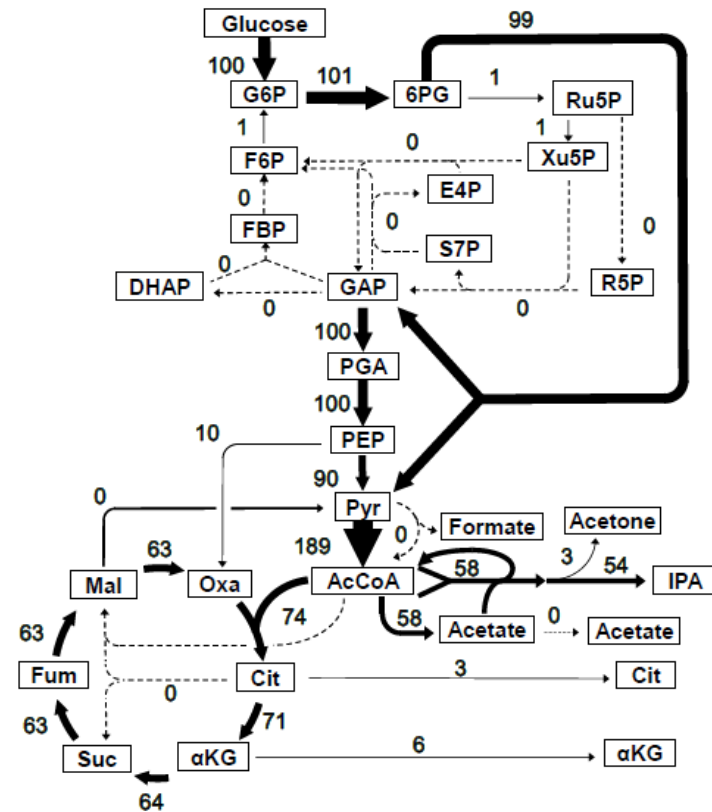 Glucose
99
100
101
G6P
6PG
1
Ru5P
1
0
1
F6P
Xu5P
E4P
0
0
FBP
0
S7P
0
DHAP
GAP
R5P
0
0
100
PGA
100
10
PEP
90
0
Pyr
0
Formate
Acetone
63
189
58
3
54
Mal
Oxa
AcCoA
IPA
74
58
0
63
Acetate
Acetate
Fum
0
Cit
3
Cit
63
71
6
Suc
αKG
αKG
64